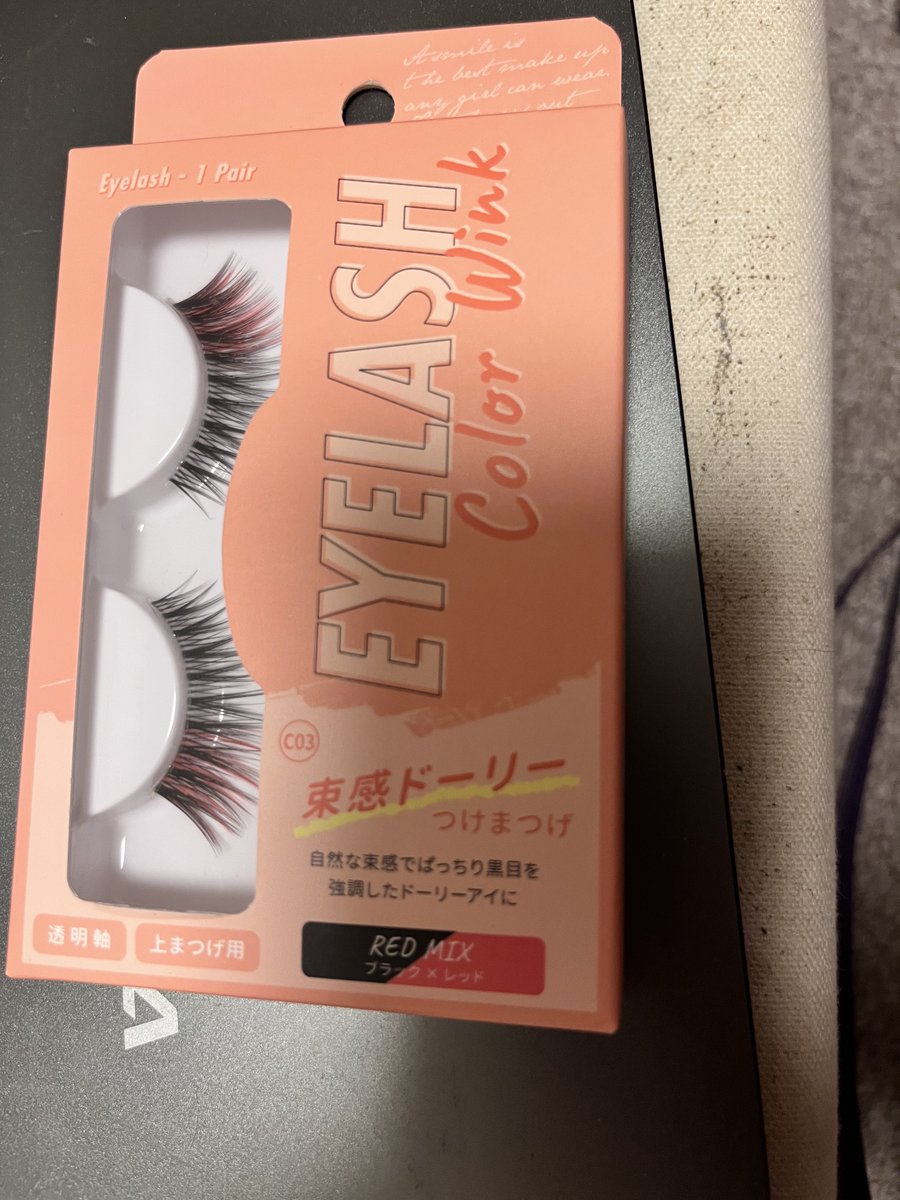 A smile is
the best make up
any girl can wear.
Eyelash - 1 Pair
EYELASH
Color Wink
C03
束感ドーリー
つけまつげ
自然な束感でぱっちり黒目を
強調したドーリーアイに
透明軸
上まつげ用
RED MIX
ブラック×レッド